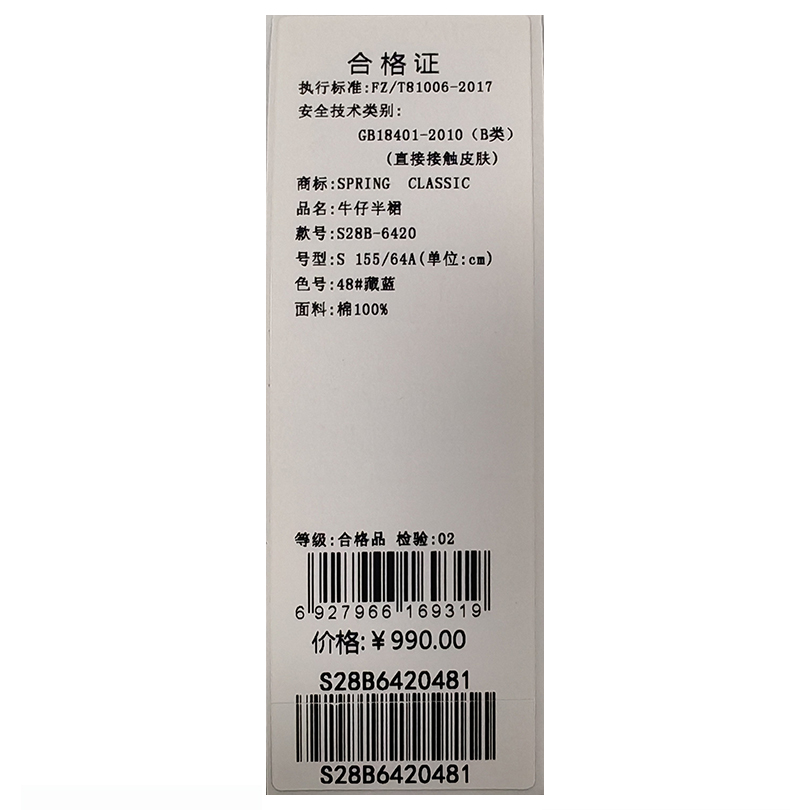 合格证
执行标准:FZ/T81006-2017
安全技术类别:
GB18401-2010（B类）
(直接接触皮肤)
商标:SPRING CLASSIC
品名:牛仔半裙
款号:S28B-6420
号型:S 155/64A(单位:cm)
色号:48#藏蓝
面料:棉100%
等级:合格品 检验:02
6 927966 169319
价格:￥990.00
S28B6420481
S28B6420481